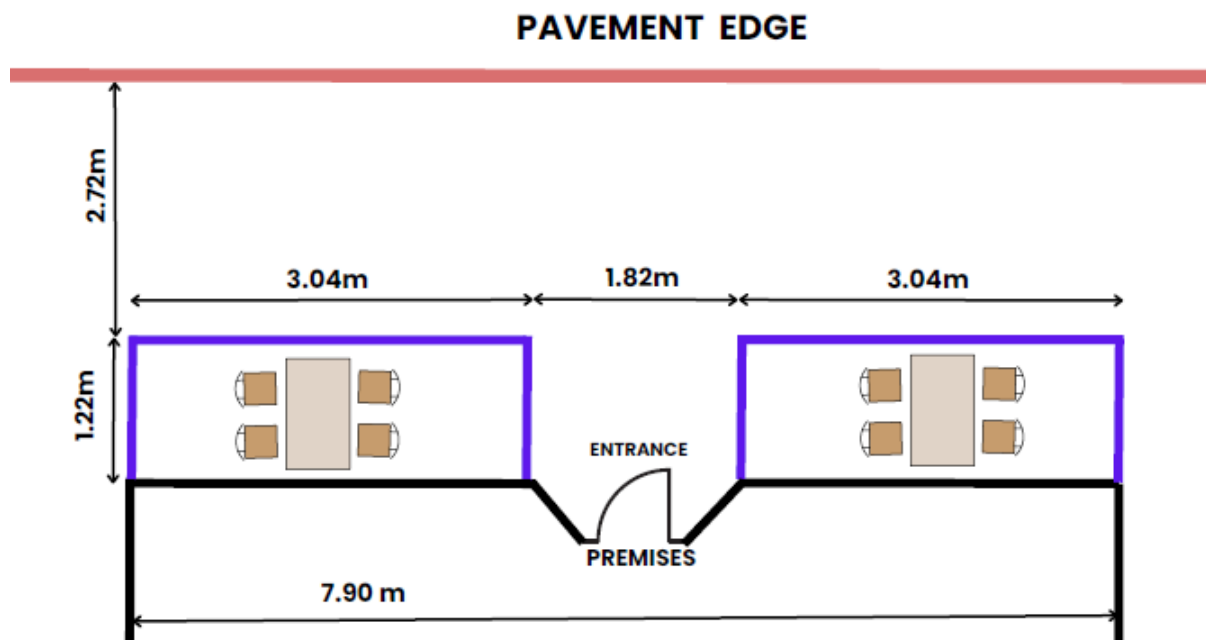 PAVEMENT EDGE
2.72m
3.04m
1.82m
3.04m
1.22m
ENTRANCE
PREMISES
7.90 m